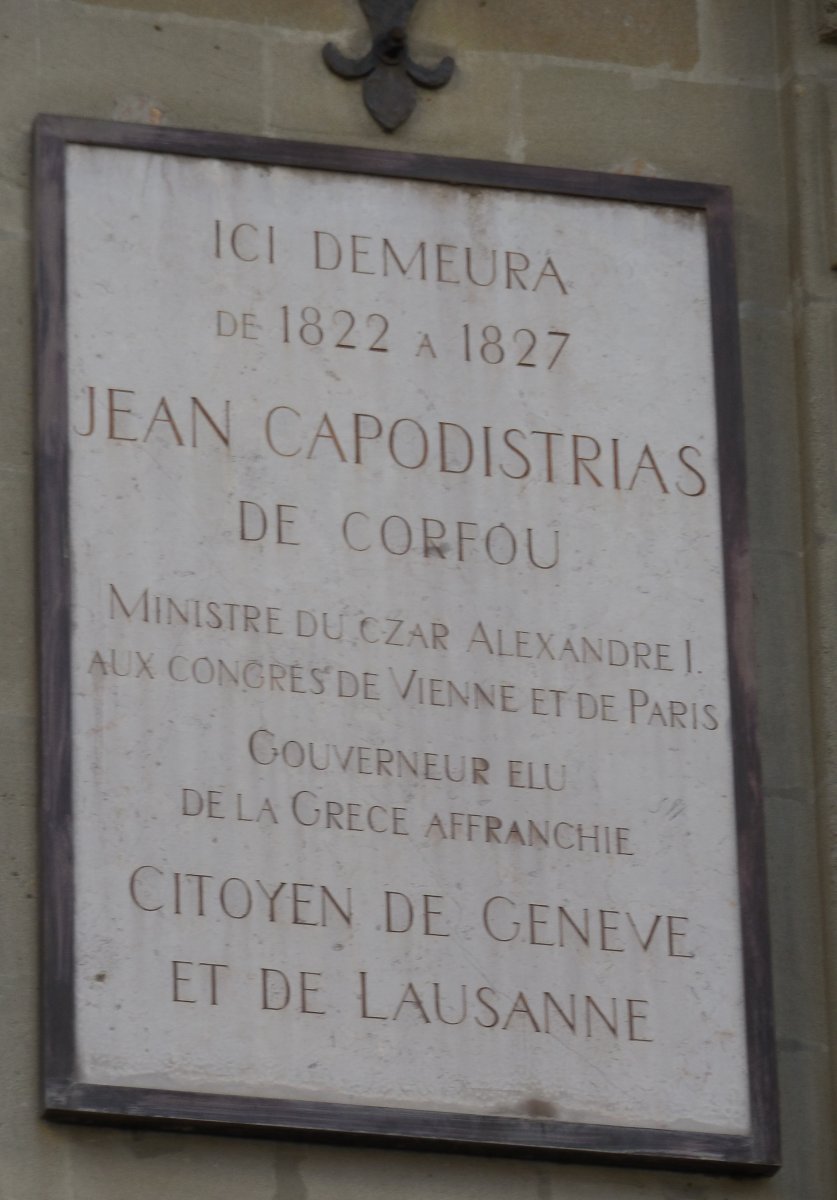 ICI DEMEURA
DE 1822 A 1827
JEAN CAPODISTRIAS
DE CORFOU
MINISTRE DU CZAR ALEXANDRE I.
AUX CONGRÈS DE VIENNE ET DE PARIS
GOUVERNEUR ELU
DE LA GRECE AFFRANCHIE
CITOYEN DE GENEVE
ET DE LAUSANNE